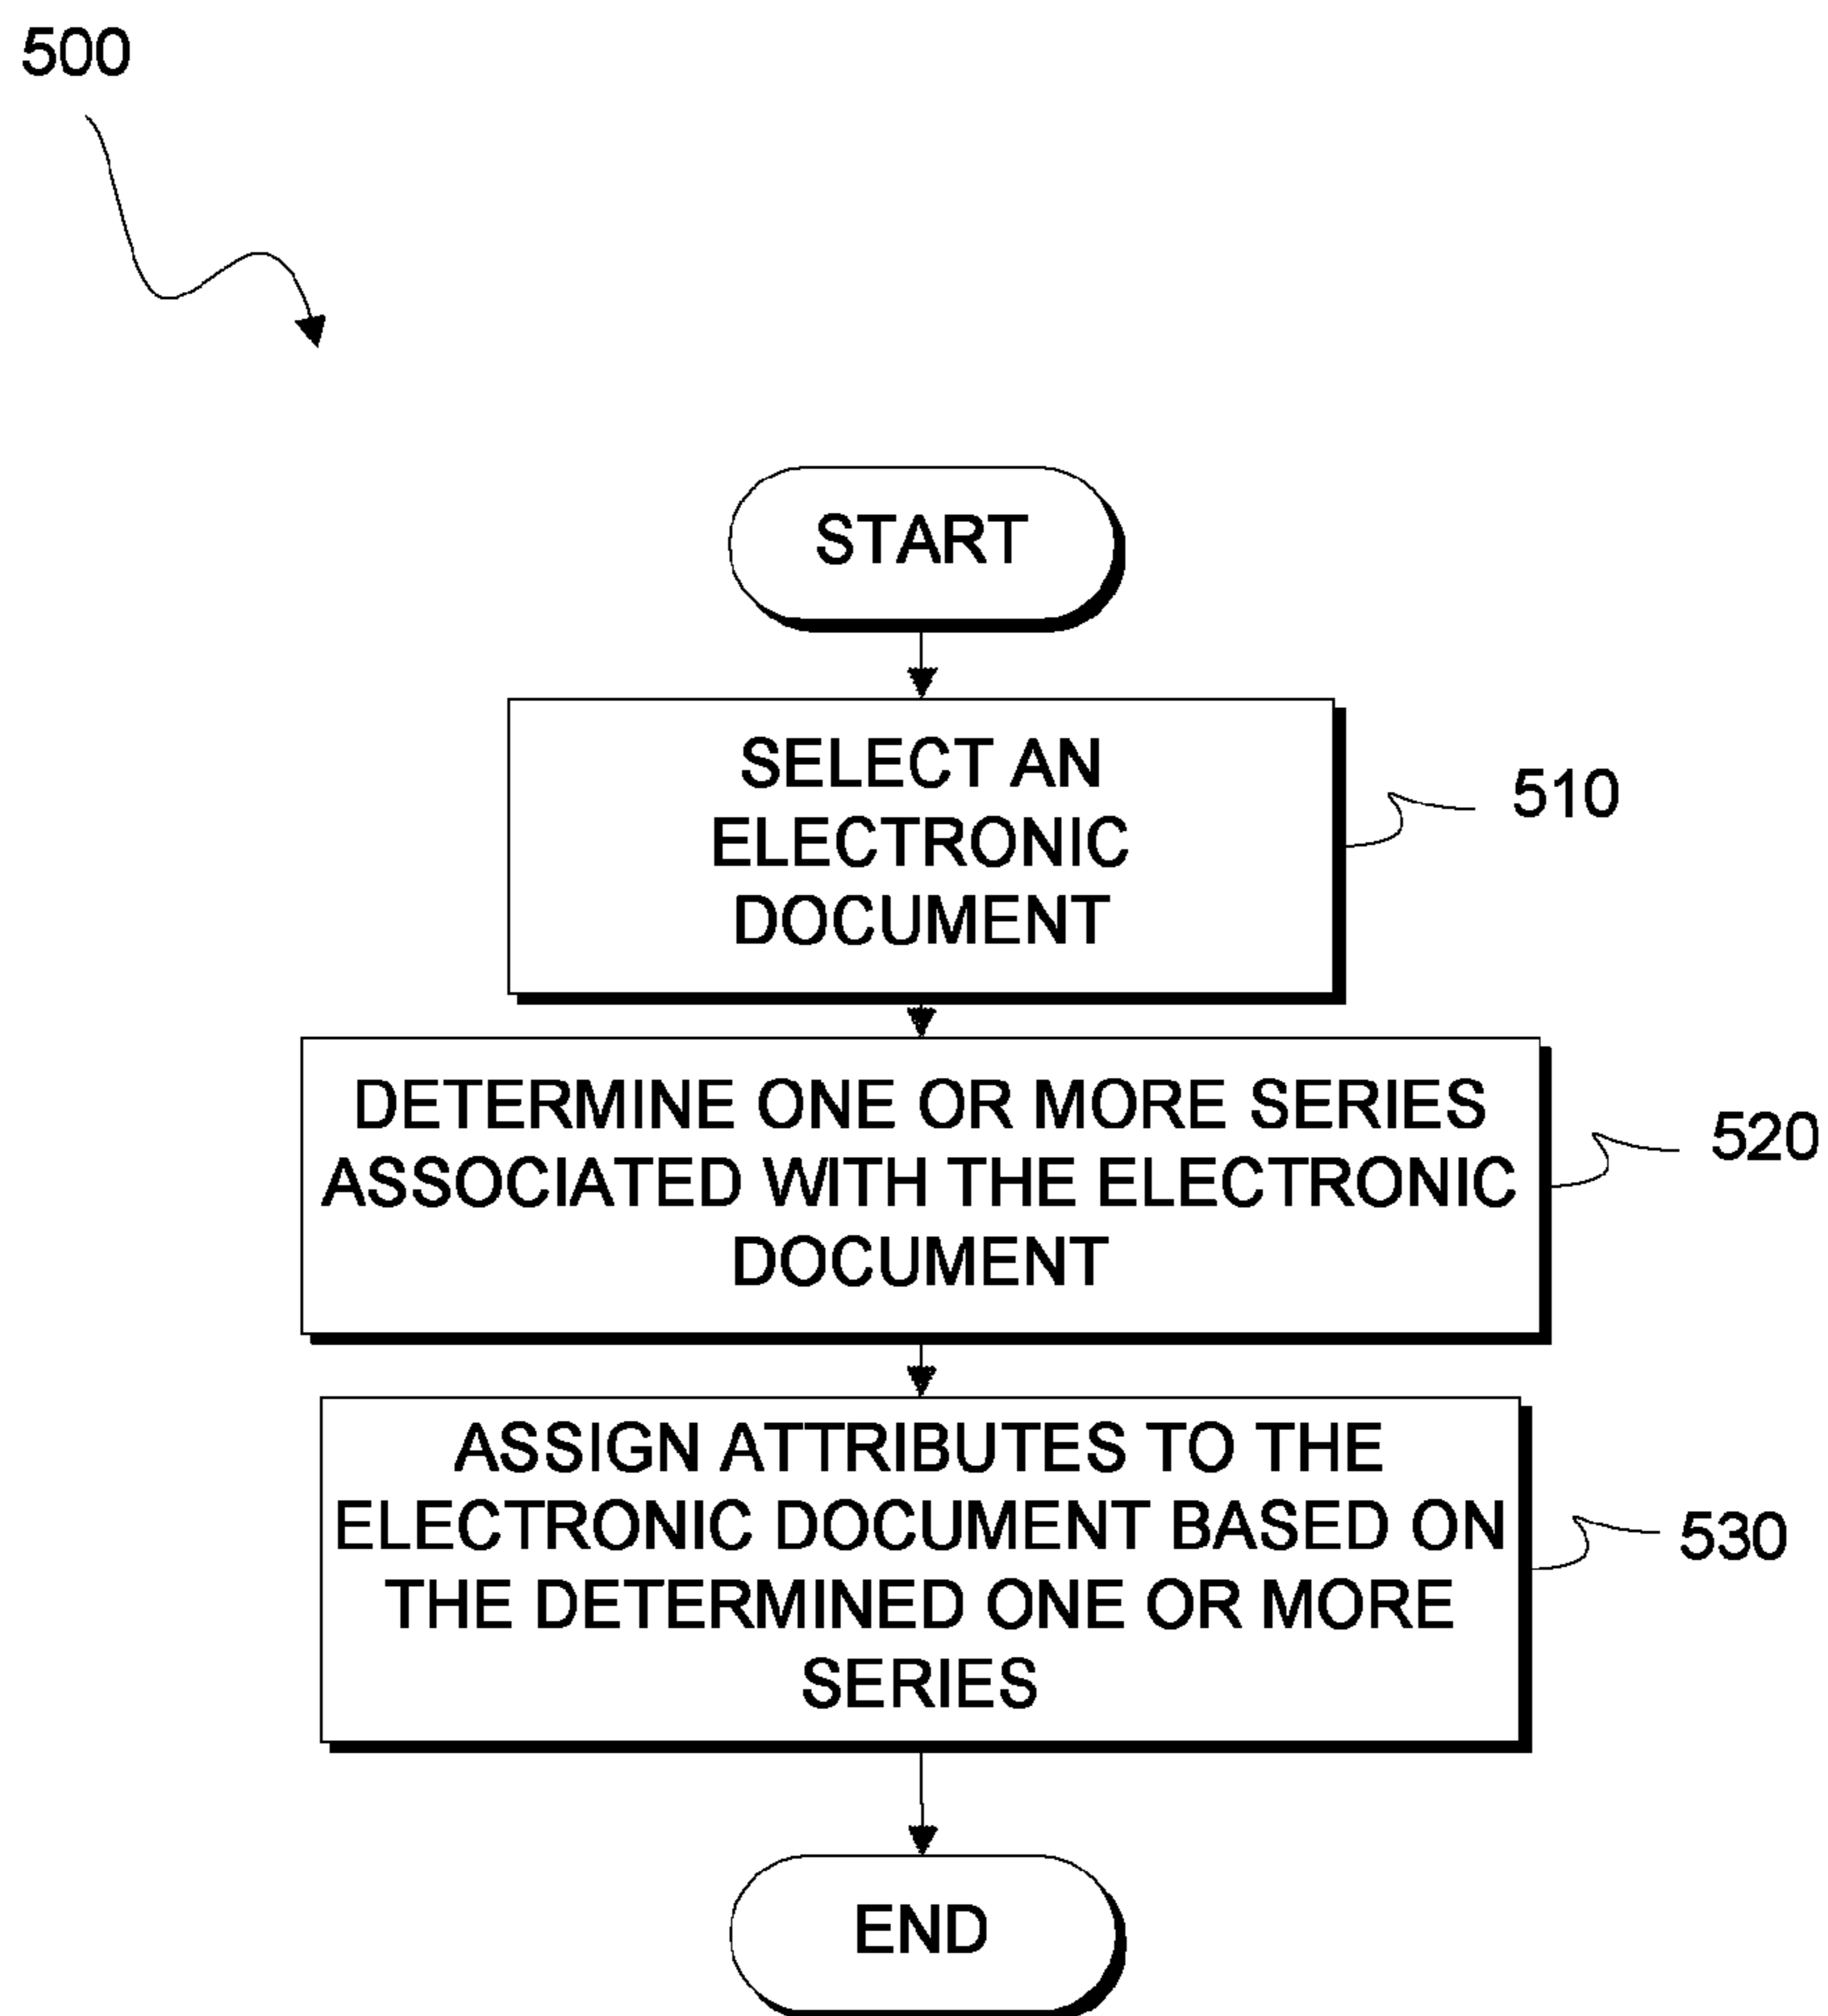 500
START
SELECT AN
ELECTRONIC
DOCUMENT
510
DETERMINE ONE OR MORE SERIES
ASSOCIATED WITH THE ELECTRONIC
DOCUMENT
520
ASSIGN ATTRIBUTES TO THE
ELECTRONIC DOCUMENT BASED ON
THE DETERMINED ONE OR MORE
SERIES
530
END